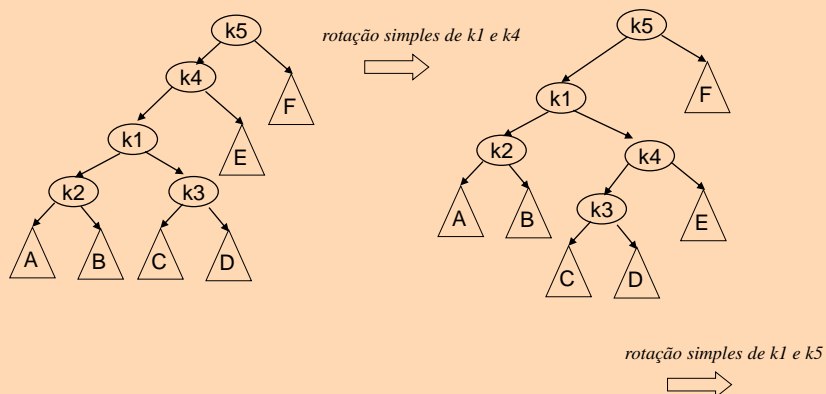 k5
rotação simples de k1 e k4
k5
k4
F
k1
F
k1
E
k2
k4
k2
k3
A
B
k3
E
A
B
C
D
C
D
rotação simples de k1 e k5